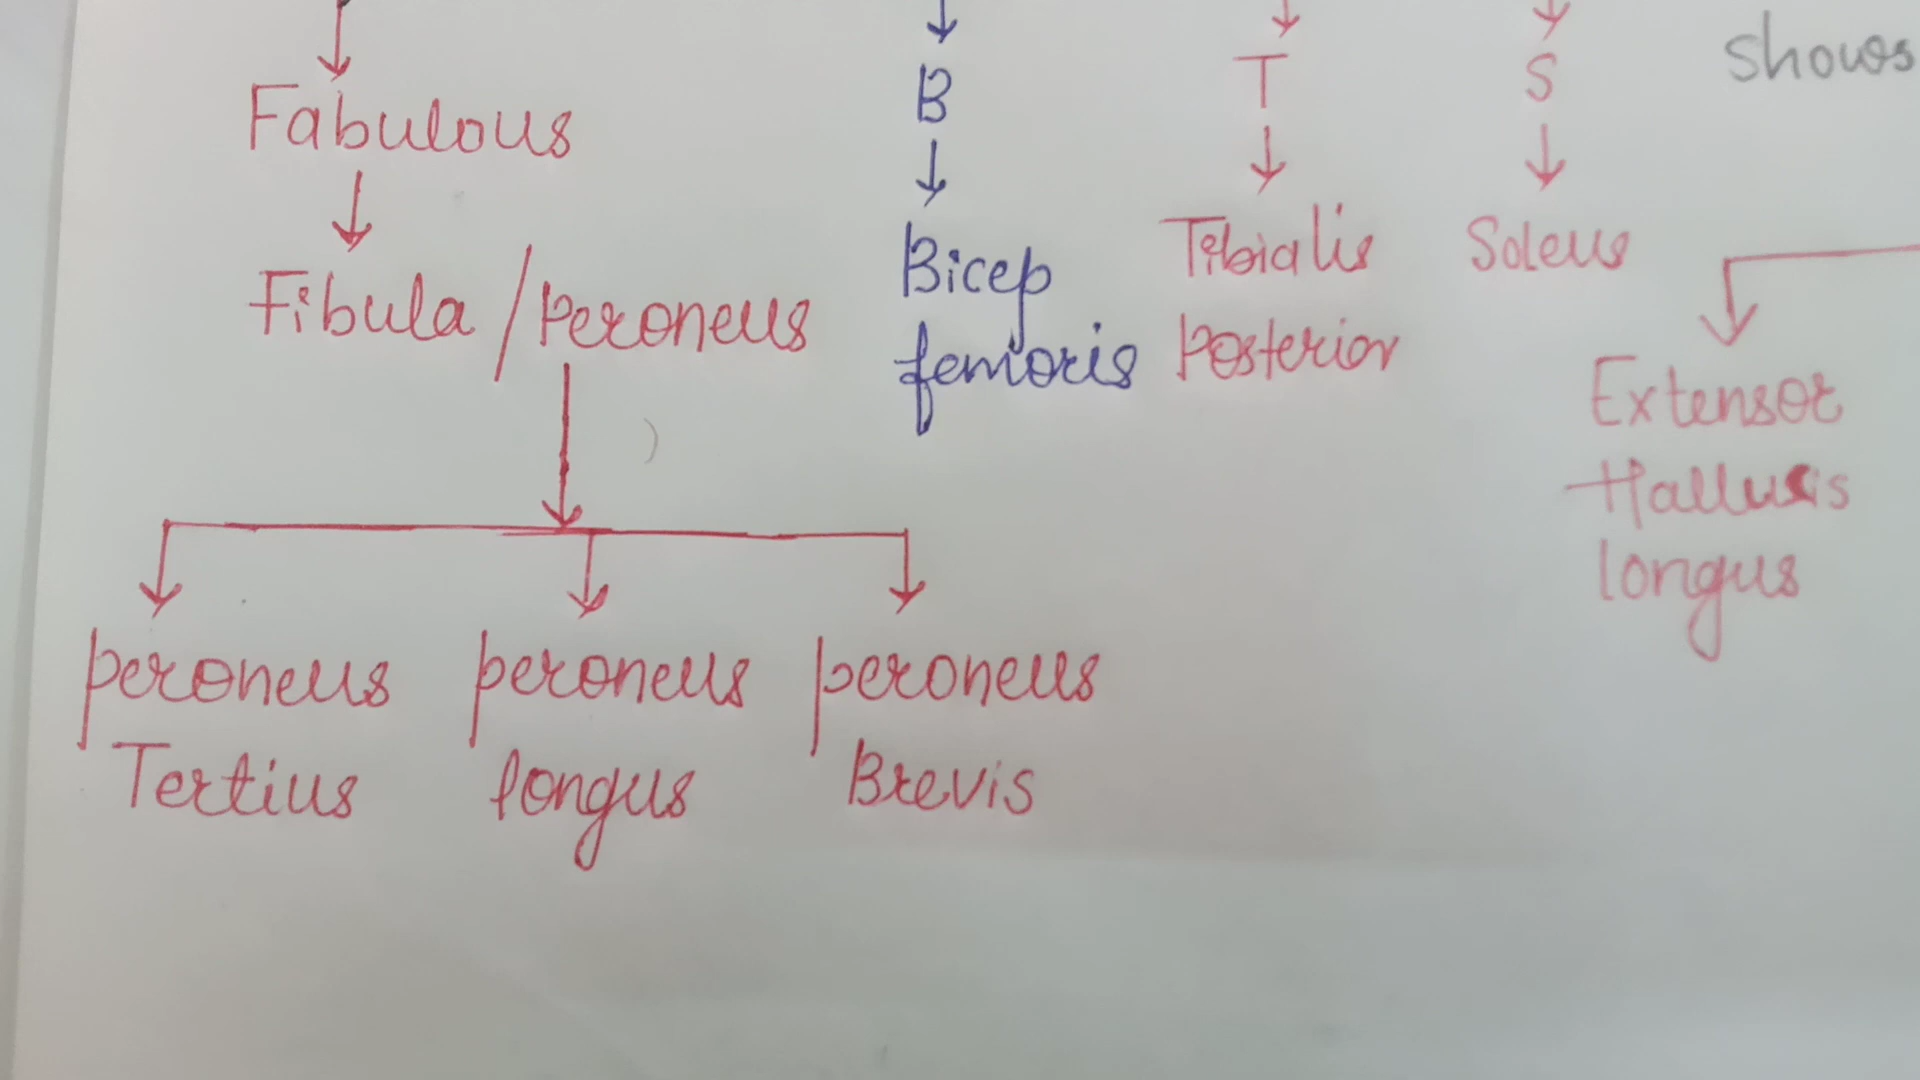 Fabulous
Fibula / Peroneus
peroneus
Tertius
peroneus
longus
peroneus
Brevis
B
Bicep
femoris
T
Tibialis
Posterior
S
Soleus
shows
Extensor
Hallucis
longus